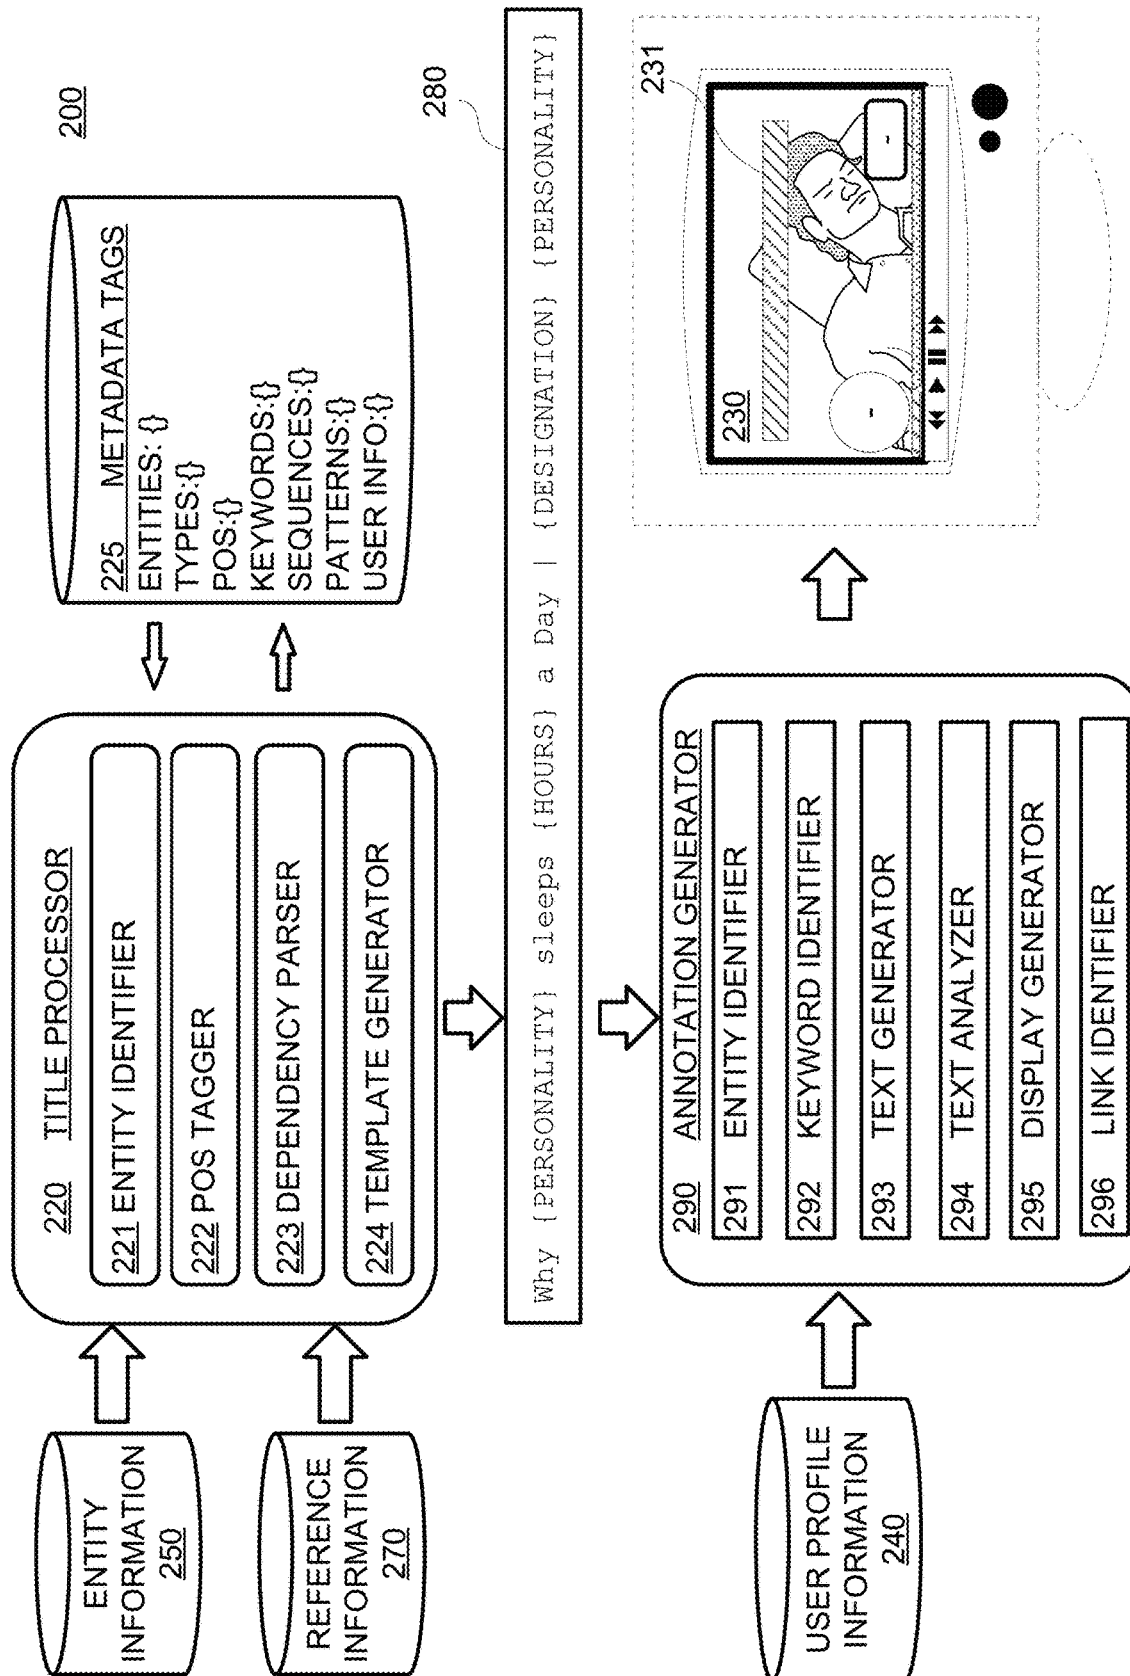 200
ENTITY
INFORMATION
250
REFERENCE
INFORMATION
270
220 TITLE PROCESSOR
221 ENTITY IDENTIFIER
222 POS TAGGER
223 DEPENDENCY PARSER
224 TEMPLATE GENERATOR
225 METADATA TAGS
ENTITIES: {}
TYPES:{}
POS:{}
KEYWORDS:{}
SEQUENCES:{}
PATTERNS:{}
USER INFO:{}
280
Why {PERSONALITY} sleeps {HOURS} a Day | {DESIGNATION} {PERSONALITY}
USER PROFILE
INFORMATION
240
290 ANNOTATION GENERATOR
291 ENTITY IDENTIFIER
292 KEYWORD IDENTIFIER
293 TEXT GENERATOR
294 TEXT ANALYZER
295 DISPLAY GENERATOR
296 LINK IDENTIFIER
230
231